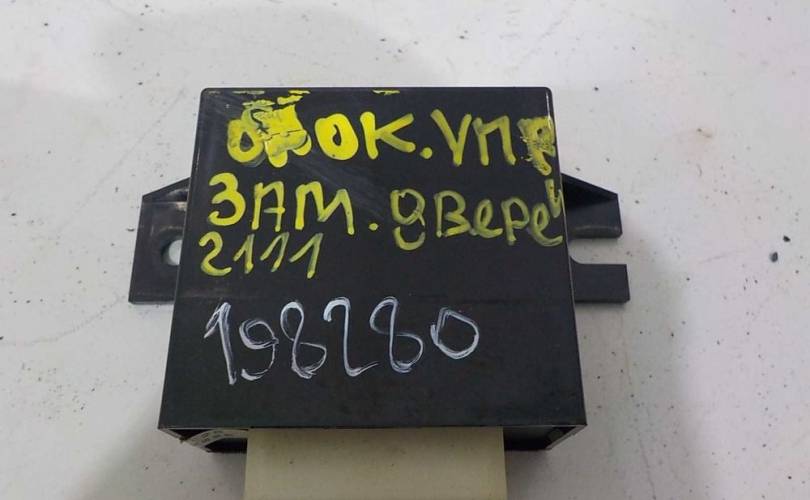 БЛОК. УПР
ЗАМ. дверей
2111
198280